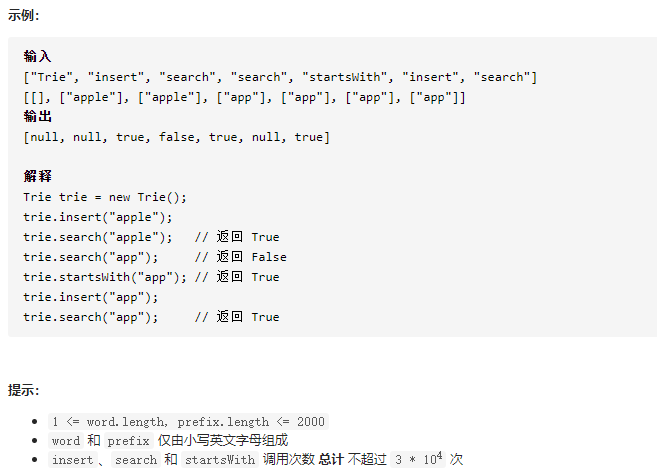 示例：
输入
["Trie", "insert", "search", "search", "startsWith", "insert", "search"]
[[], ["apple"], ["apple"], ["app"], ["app"], ["app"], ["app"]]
输出
[null, null, true, false, true, null, true]
解释
Trie trie = new Trie();
trie.insert("apple");
trie.search("apple");   // 返回 True
trie.search("app");     // 返回 False
trie.startsWith("app"); // 返回 True
trie.insert("app");
trie.search("app");     // 返回 True
提示：
1 <= word.length, prefix.length <= 2000
word 和 prefix 仅由小写英文字母组成
insert、search 和 startsWith 调用次数 总计 不超过 3 * 10⁴ 次